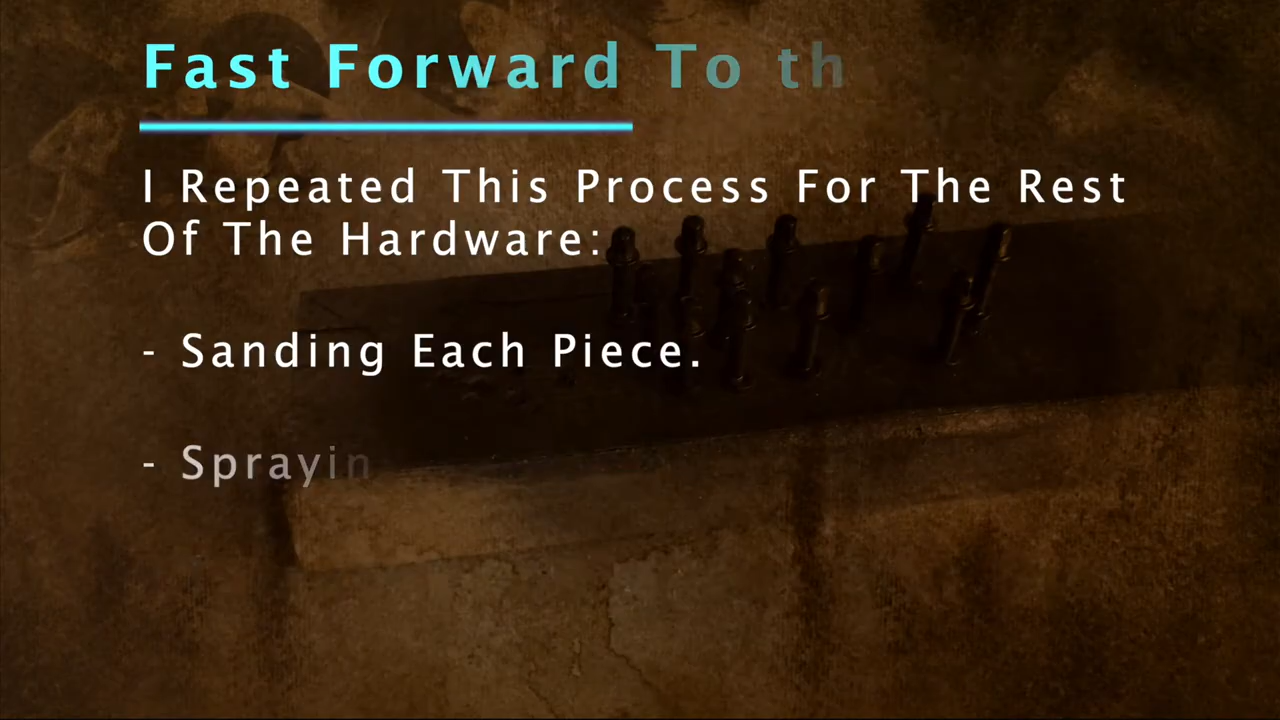 Fast Forward To th
I Repeated This Process For The Rest
Of The Hardware:
- Sanding Each Piece.
- Sprayin